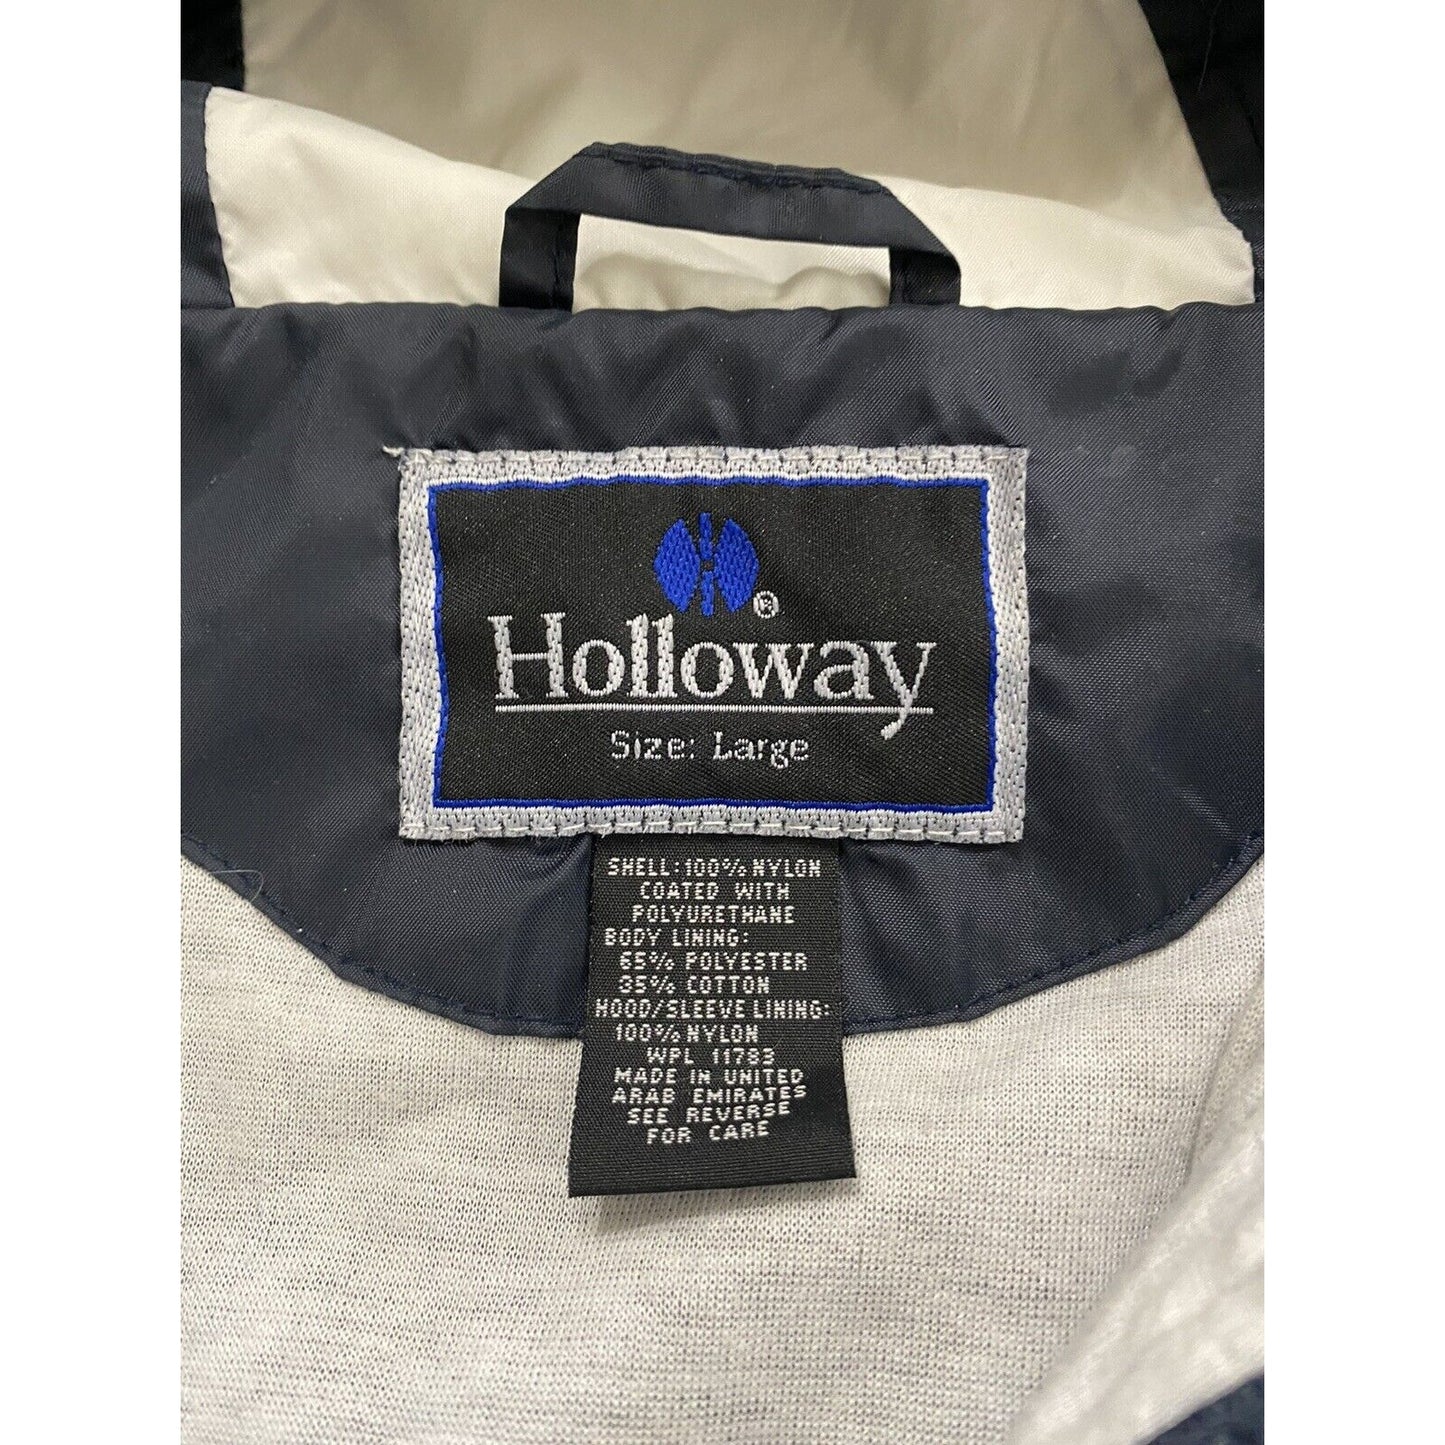 ®
Holloway
Size: Large
SHELL:100% NYLON
COATED WITH
POLYURETHANE
BODY LINING:
65% POLYESTER
35% COTTON
HOOD/SLEEVE LINING:
100% NYLON
WPL 11783
MADE IN UNITED
ARAB EMIRATES
SEE REVERSE
FOR CARE